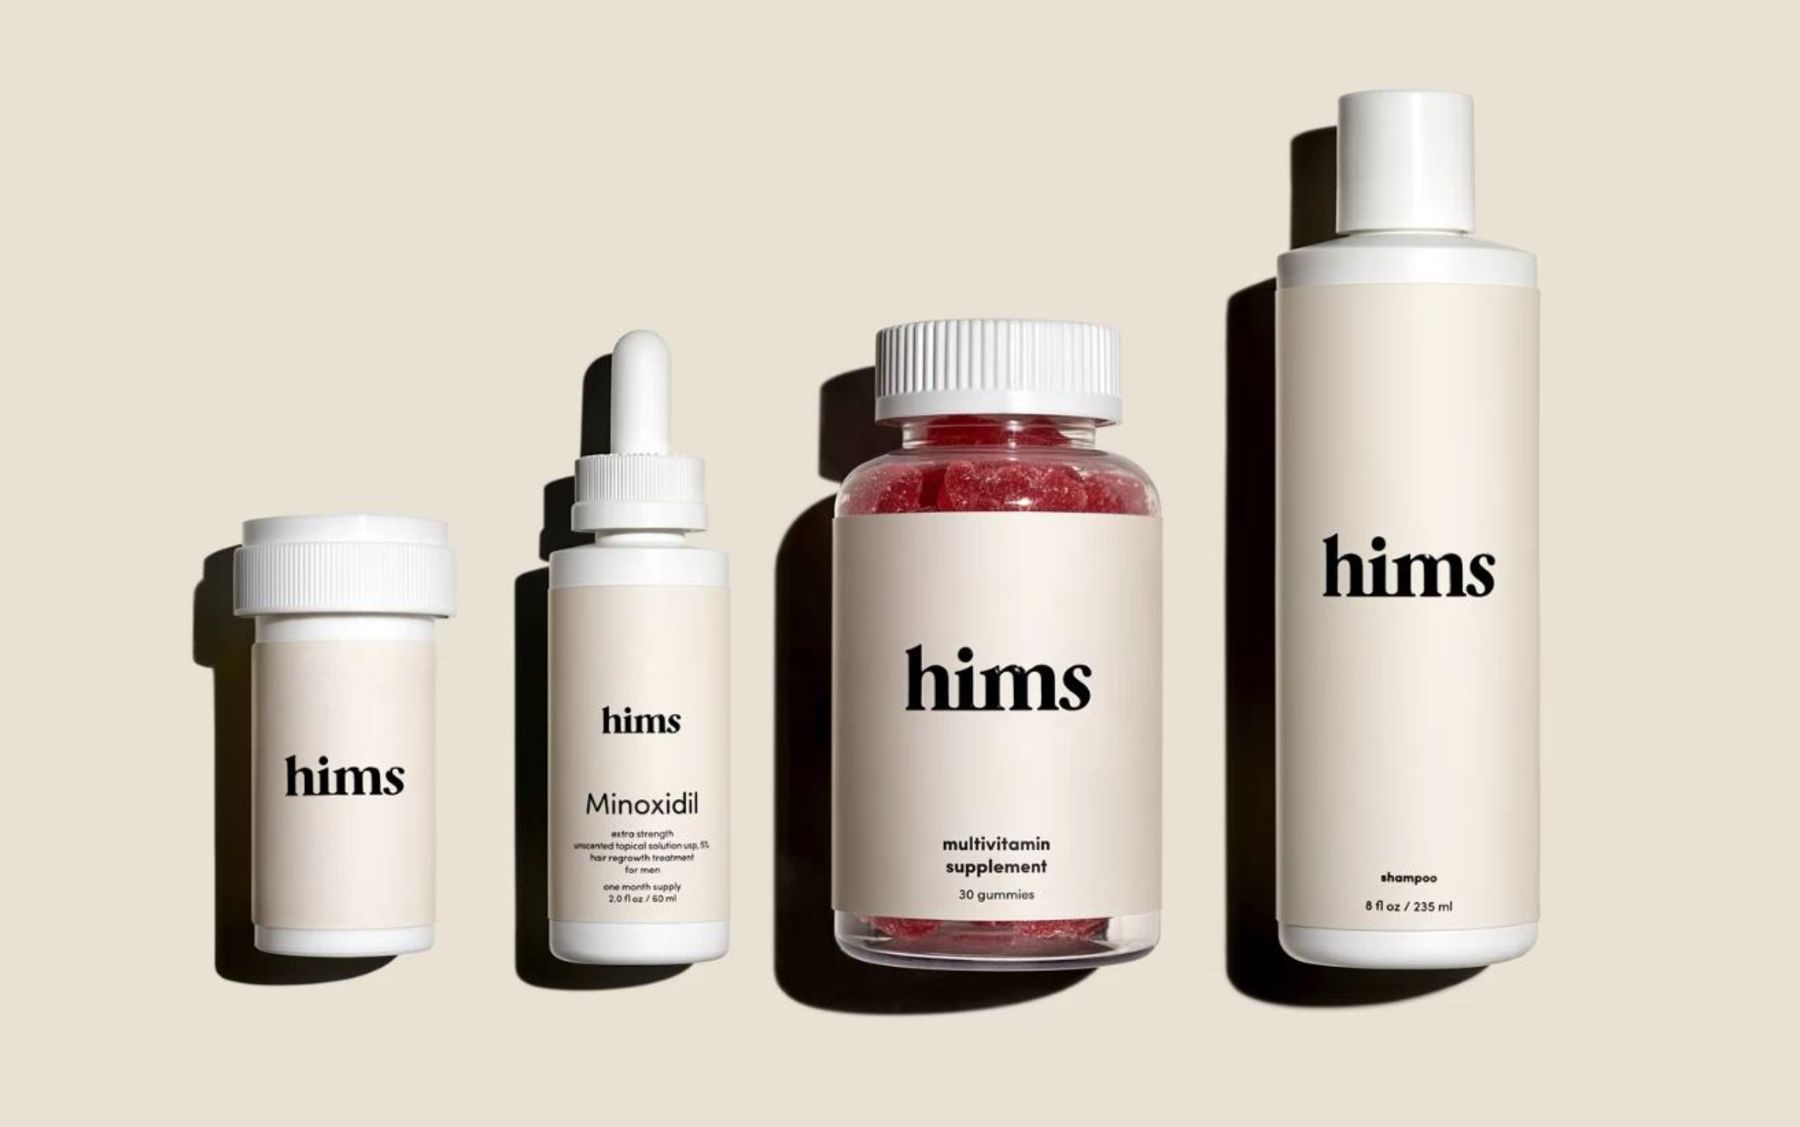 hims
hims
Minoxidil
extra strength
unscented topical solution usp, 5%
hair regrowth treatment
for men
one month supply
2.0 fl oz / 60 ml
hims
multivitamin
supplement
30 gummies
hims
shampoo
8 fl oz / 235 ml